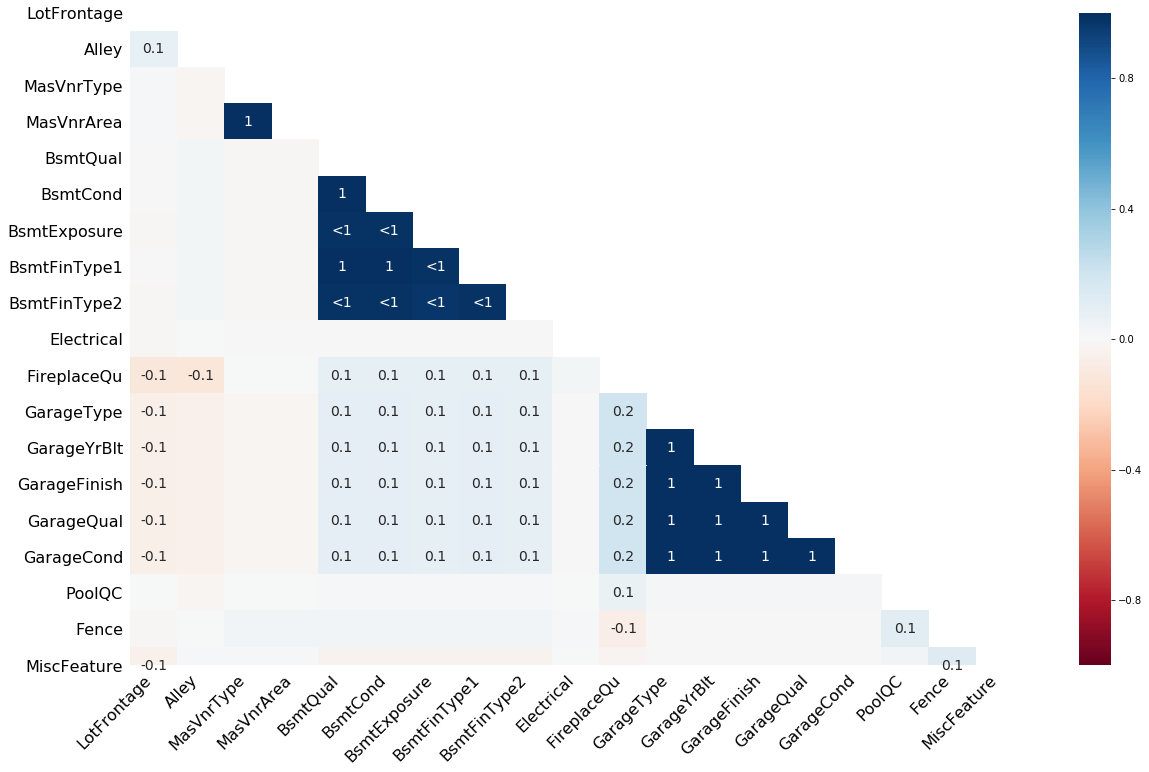 LotFrontage
Alley 0.1
MasVnrType
MasVnrArea 1
BsmtQual
BsmtCond 1
BsmtExposure <1 <1
BsmtFinType1 1 1 <1
BsmtFinType2 <1 <1 <1 <1
Electrical
FireplaceQu -0.1 -0.1 0.1 0.1 0.1 0.1 0.1
GarageType -0.1 0.1 0.1 0.1 0.1 0.1 0.2
GarageYrBlt -0.1 0.1 0.1 0.1 0.1 0.1 0.2 1
GarageFinish -0.1 0.1 0.1 0.1 0.1 0.1 0.2 1 1
GarageQual -0.1 0.1 0.1 0.1 0.1 0.1 0.2 1 1 1
GarageCond -0.1 0.1 0.1 0.1 0.1 0.1 0.2 1 1 1 1
PoolQC 0.1
Fence -0.1 0.1
MiscFeature -0.1 0.1
LotFrontage Alley MasVnrType MasVnrArea BsmtQual BsmtCond BsmtExposure BsmtFinType1 BsmtFinType2 Electrical FireplaceQu GarageType GarageYrBlt GarageFinish GarageQual GarageCond PoolQC Fence MiscFeature
0.8
0.4
0.0
−0.4
−0.8